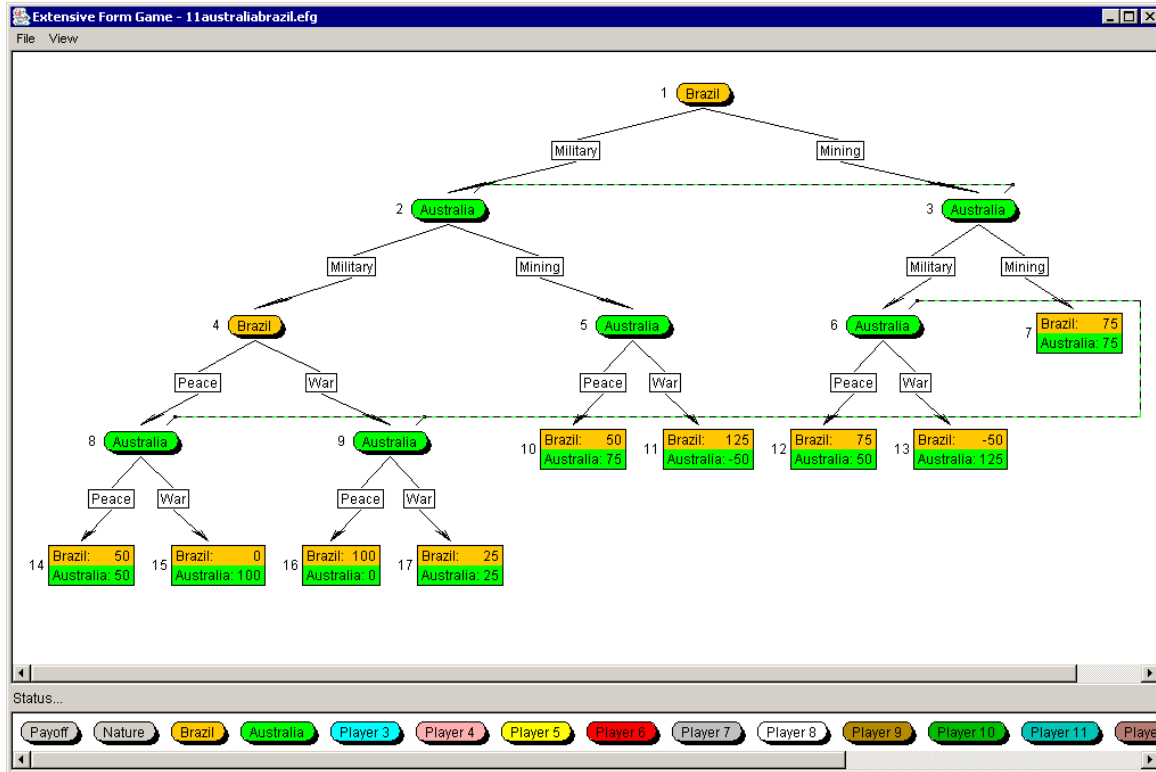 Extensive Form Game - 11australiabrazil.efg
File View
1 Brazil
Military Mining
2 Australia 3 Australia
Military Mining Military Mining
4 Brazil 5 Australia 6 Australia 7 Brazil: 75
Australia: 75
Peace War Peace War Peace War
8 Australia 9 Australia 10 Brazil: 50 11 Brazil: 125 12 Brazil: 75 13 Brazil: -50
Australia: 75 Australia: -50 Australia: 50 Australia: 125
Peace War Peace War
14 Brazil: 50 15 Brazil: 0 16 Brazil: 100 17 Brazil: 25
Australia: 50 Australia: 100 Australia: 0 Australia: 25
Status...
Payoff Nature Brazil Australia Player 3 Player 4 Player 5 Player 6 Player 7 Player 8 Player 9 Player 10 Player 11 Playe